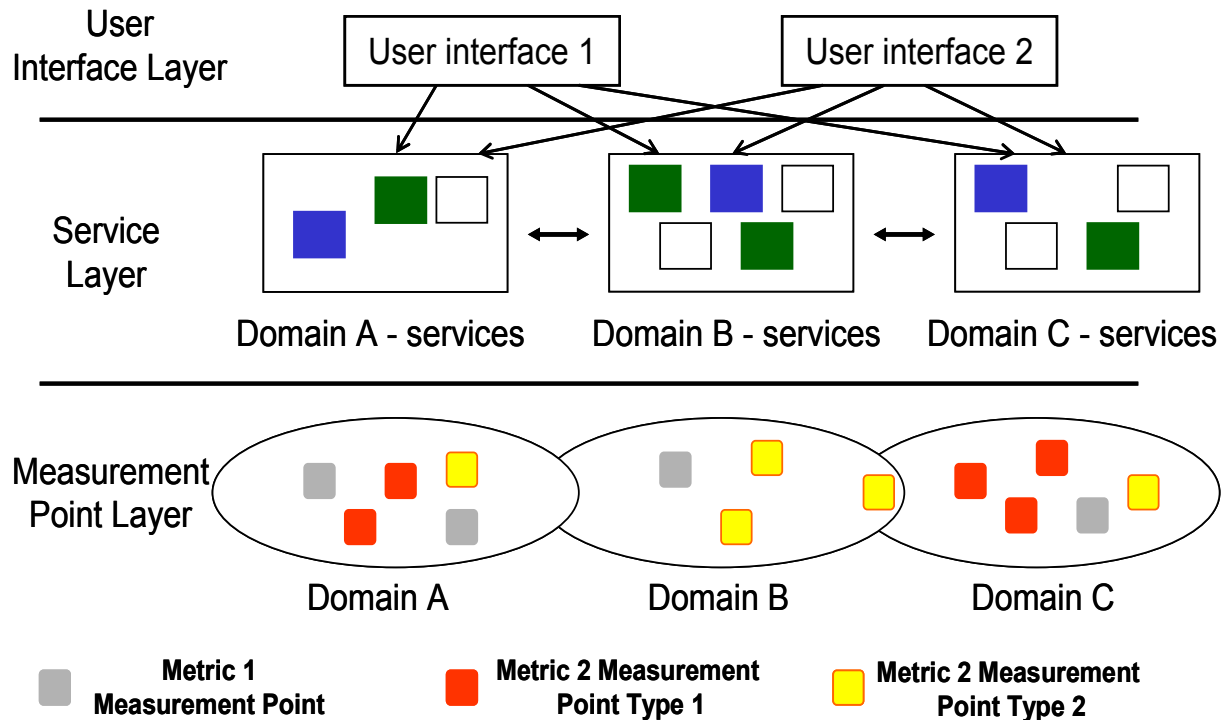 User
Interface Layer
User interface 1
User interface 2
Service
Layer
Domain A - services
Domain B - services
Domain C - services
Measurement
Point Layer
Domain A
Domain B
Domain C
Metric 1
Measurement Point
Metric 2 Measurement
Point Type 1
Metric 2 Measurement
Point Type 2